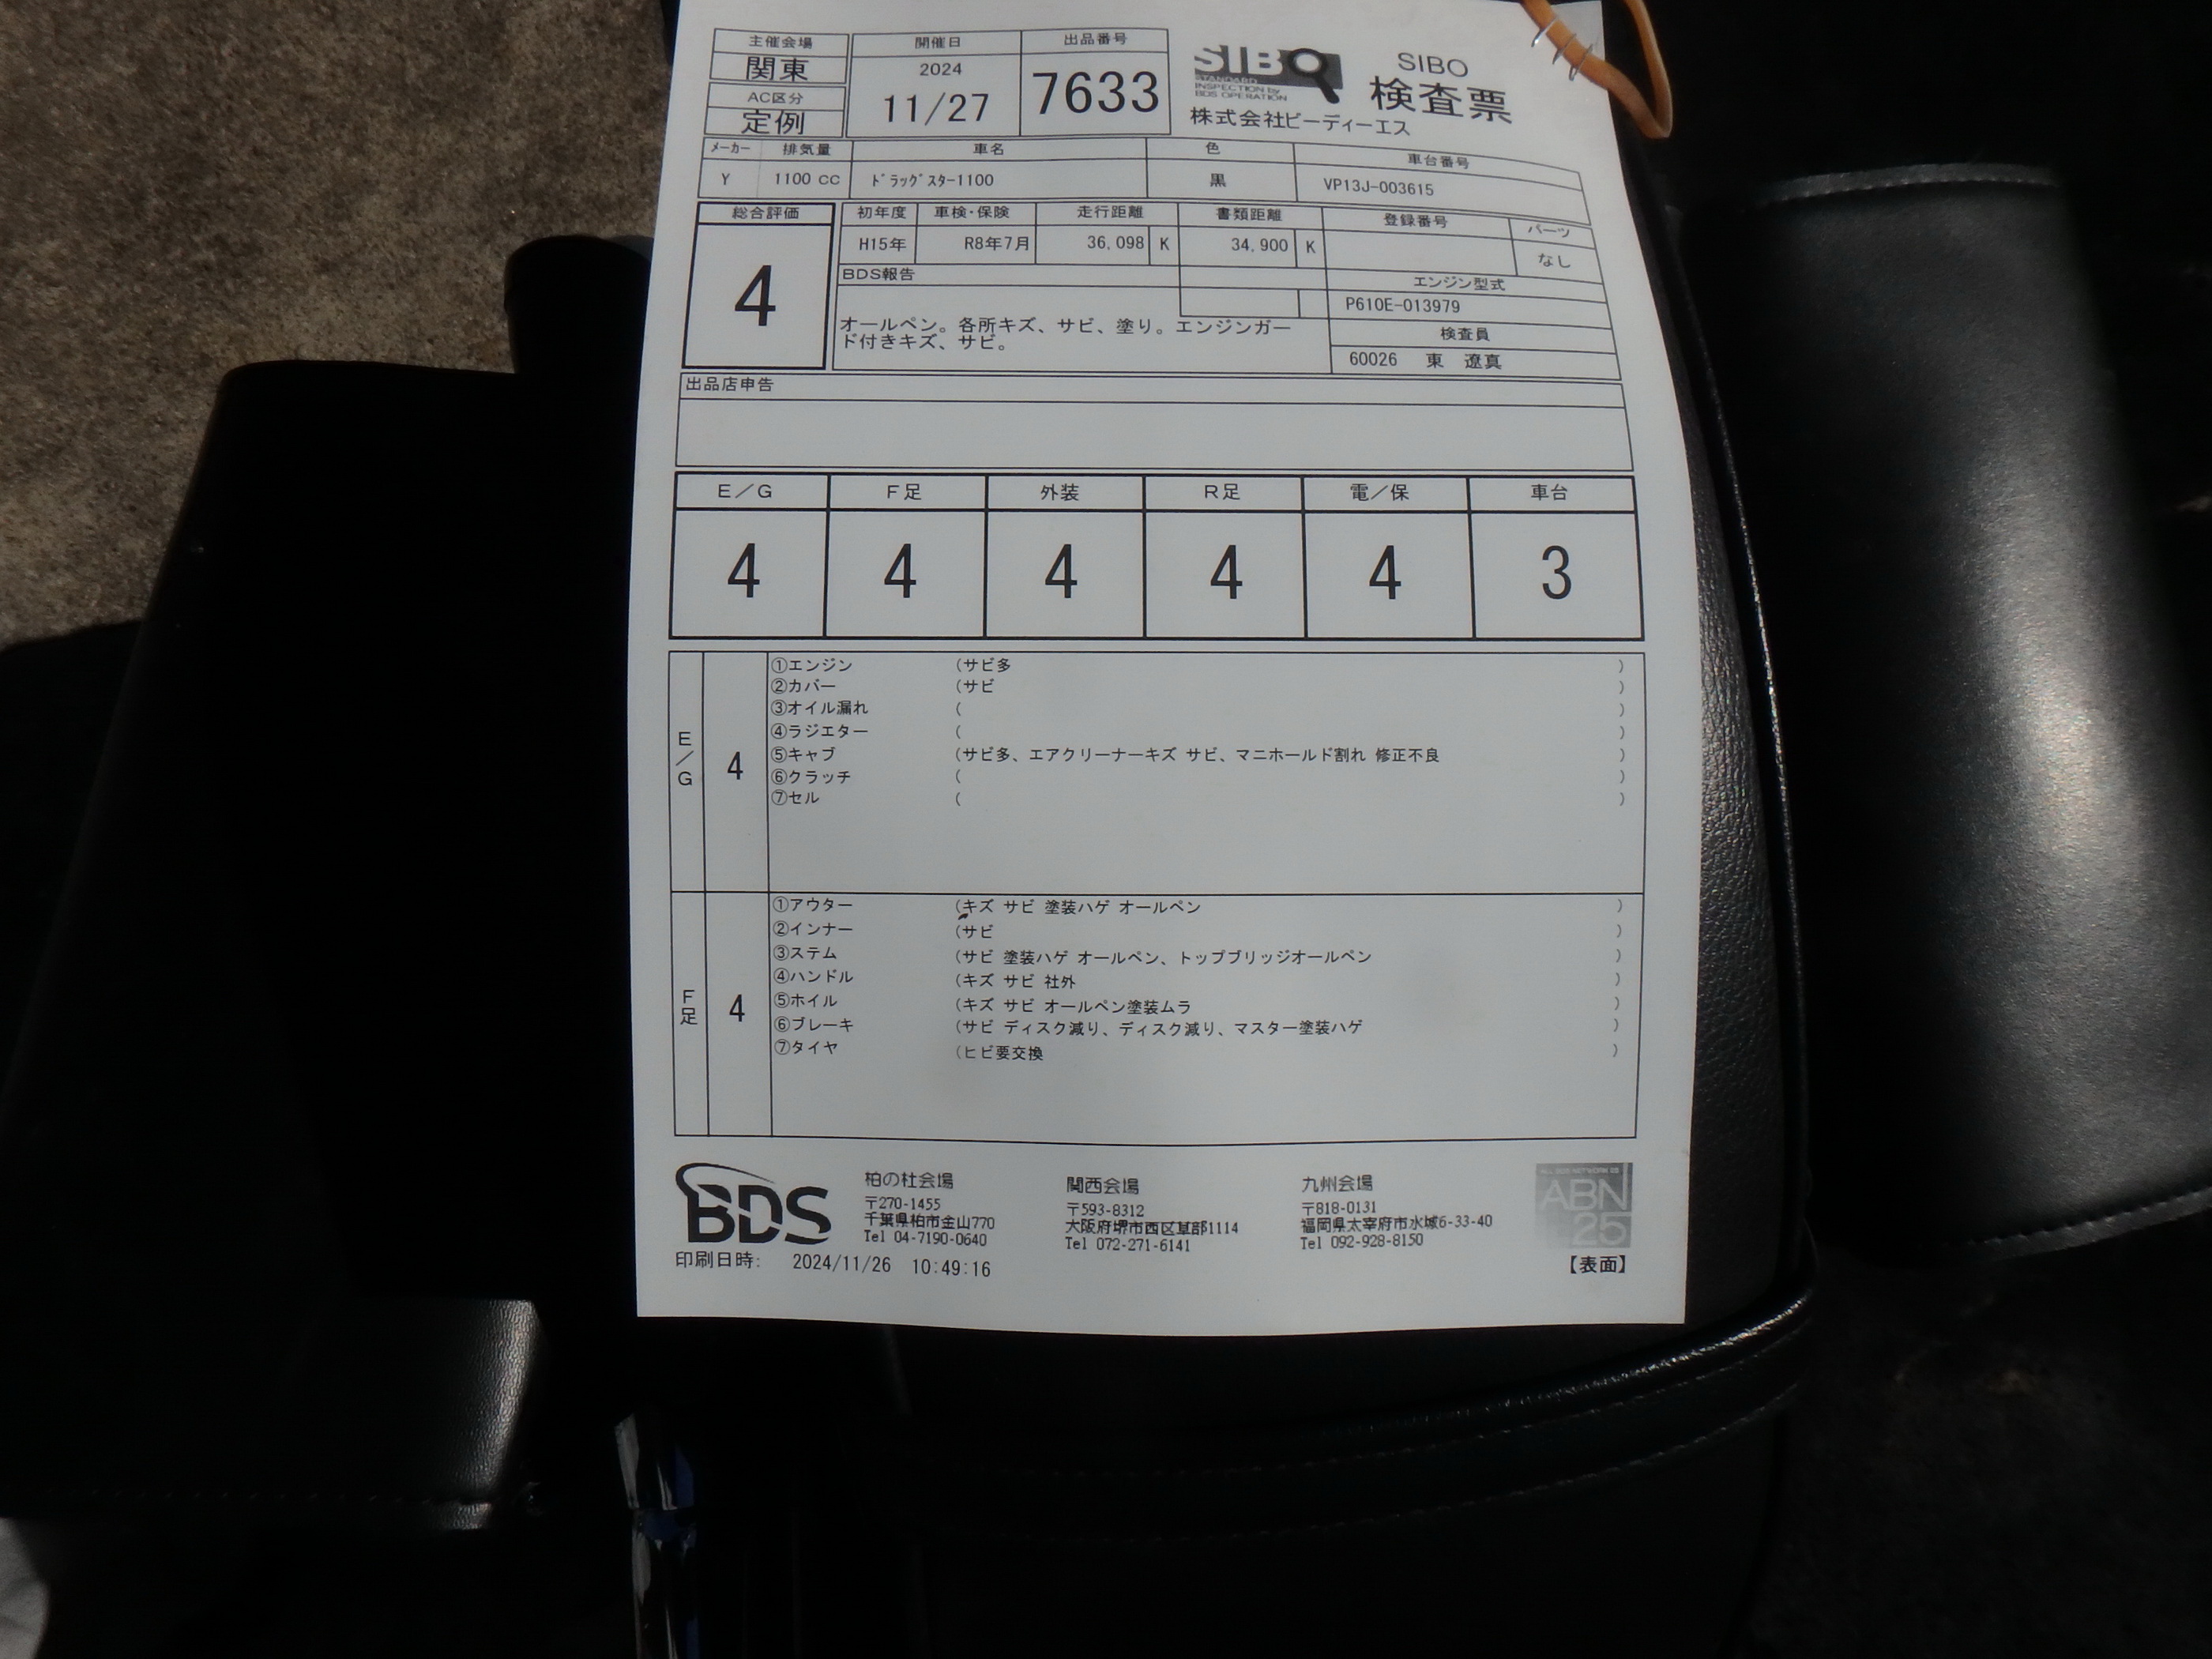 主催会場 開催日 出品番号
関東 2024 11/27 7633
AC区分
定例
SIBO
STANDARD
INSPECTION by
BDS OPERATION
SIBO
検査票
株式会社ビーディーエス
メーカー 排気量 車名 色 車台番号
Y 1100 CC ﾄﾞﾗｯｸﾞｽﾀｰ1100 黒 VP13J-003615
総合評価 初年度 車検・保険 走行距離 書類距離 登録番号 パーツ
4 H15年 R8年7月 36,098 K 34,900 K なし
BDS報告 エンジン型式
P610E-013979
オールペン。各所キズ、サビ、塗り。エンジンガー
ド付きキズ、サビ。
検査員
60026 東 遼真
出品店申告
E／G F足 外装 R足 電／保 車台
4 4 4 4 4 3
E／G 4
①エンジン (サビ多 )
②カバー (サビ )
③オイル漏れ ( )
④ラジエター ( )
⑤キャブ (サビ多、エアクリーナーキズ サビ、マニホールド割れ 修正不良 )
⑥クラッチ ( )
⑦セル ( )
F足 4
①アウター (キズ サビ 塗装ハゲ オールペン )
②インナー (サビ )
③ステム (サビ 塗装ハゲ オールペン、トップブリッジオールペン )
④ハンドル (キズ サビ 社外 )
⑤ホイル (キズ サビ オールペン塗装ムラ )
⑥ブレーキ (サビ ディスク減り、ディスク減り、マスター塗装ハゲ )
⑦タイヤ (ヒビ要交換 )
BDS
柏の杜会場
〒270-1455
千葉県柏市金山770
Tel 04-7190-0640
関西会場
〒593-8312
大阪府堺市西区草部1114
Tel 072-271-6141
九州会場
〒818-0131
福岡県太宰府市水城6-33-40
Tel 092-928-8150
ABN
25
印刷日時: 2024/11/26 10:49:16
【表面】